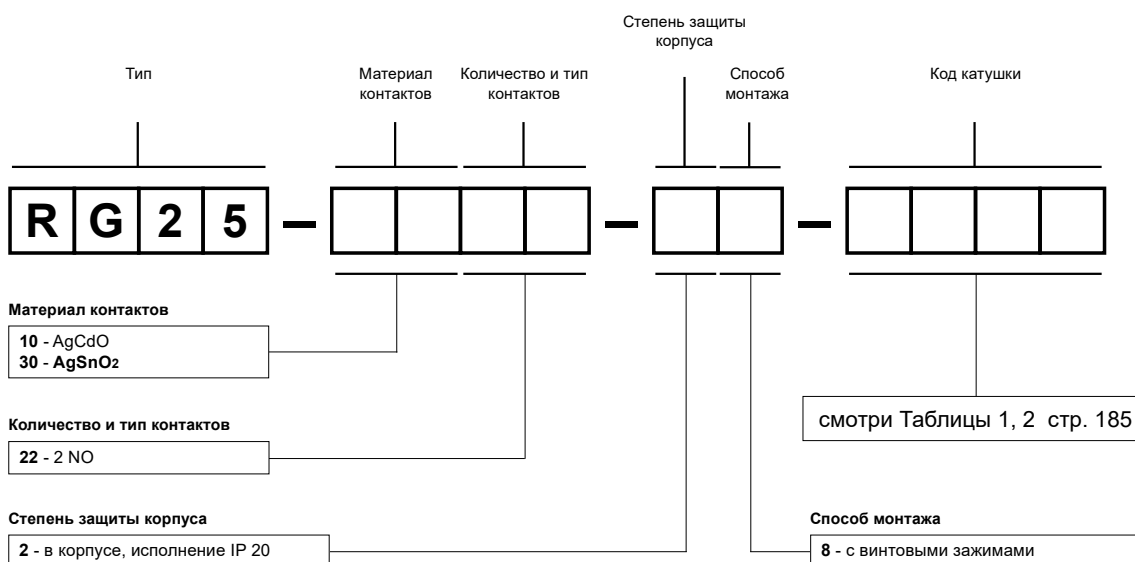 Степень защиты
корпуса
Тип
Материал
контактов
Количество и тип
контактов
Способ
монтажа
Код катушки
RG25 – –  –
Материал контактов
10 - AgCdO
30 - AgSnO2
Количество и тип контактов
22 - 2 NO
смотри Таблицы 1, 2 стр. 185
Степень защиты корпуса
2 - в корпусе, исполнение IP 20
Способ монтажа
8 - с винтовыми зажимами